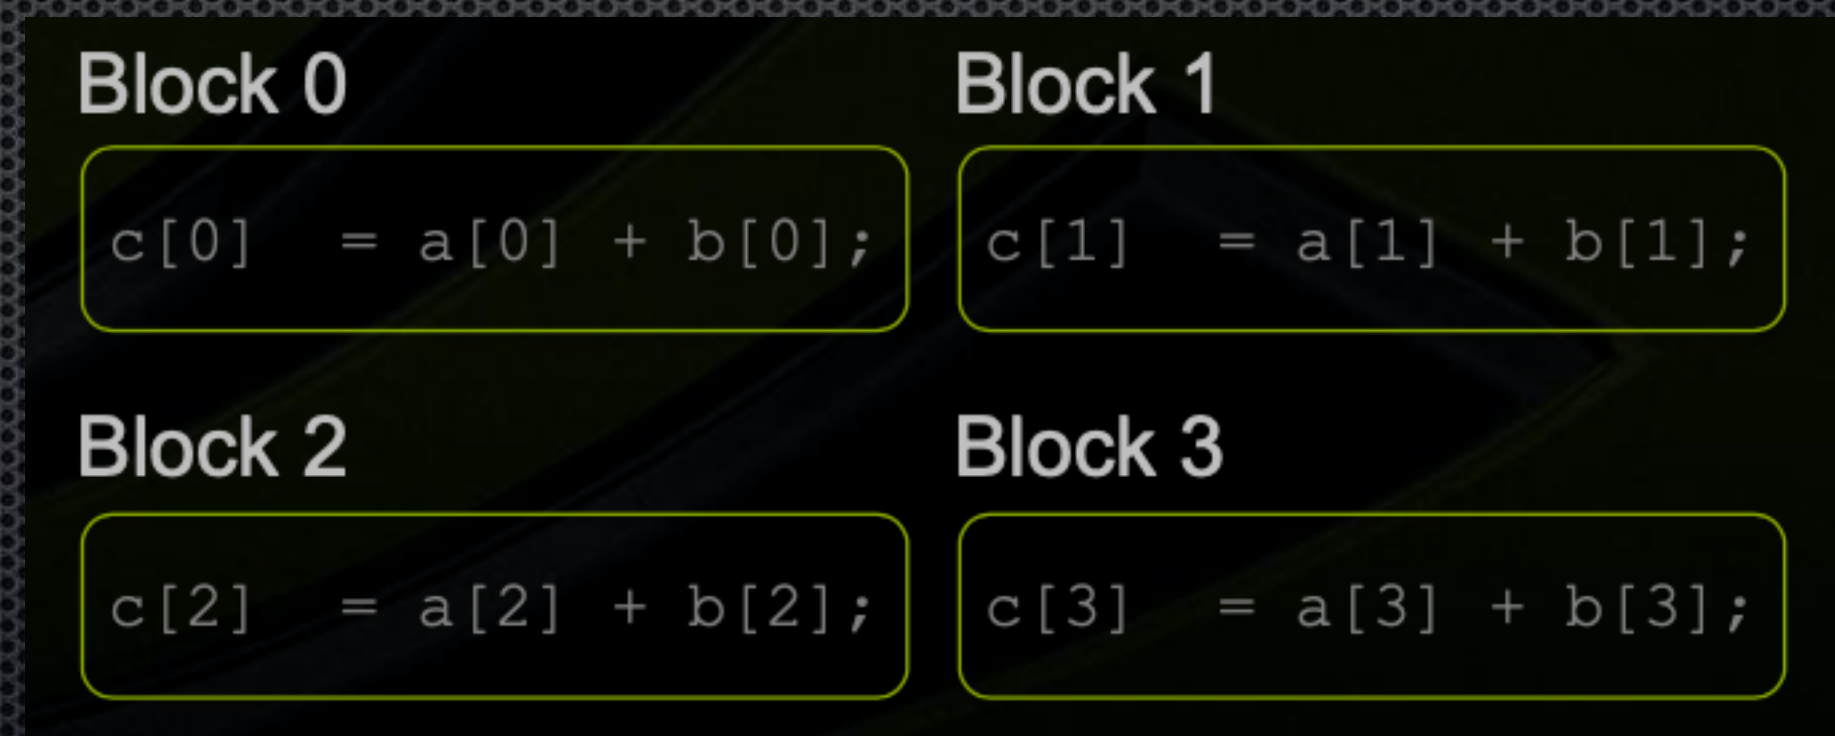 Block 0
c[0] = a[0] + b[0];
Block 1
c[1] = a[1] + b[1];
Block 2
c[2] = a[2] + b[2];
Block 3
c[3] = a[3] + b[3];